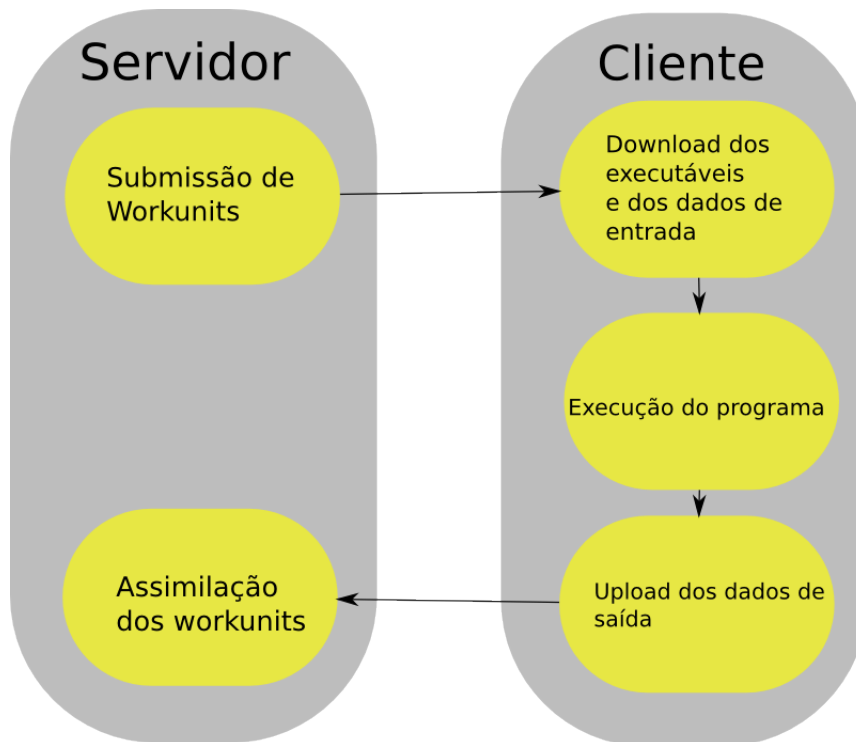 Servidor
Submissão de
Workunits
Assimilação
dos workunits
Cliente
Download dos
executáveis
e dos dados de
entrada
Execução do programa
Upload dos dados de
saída